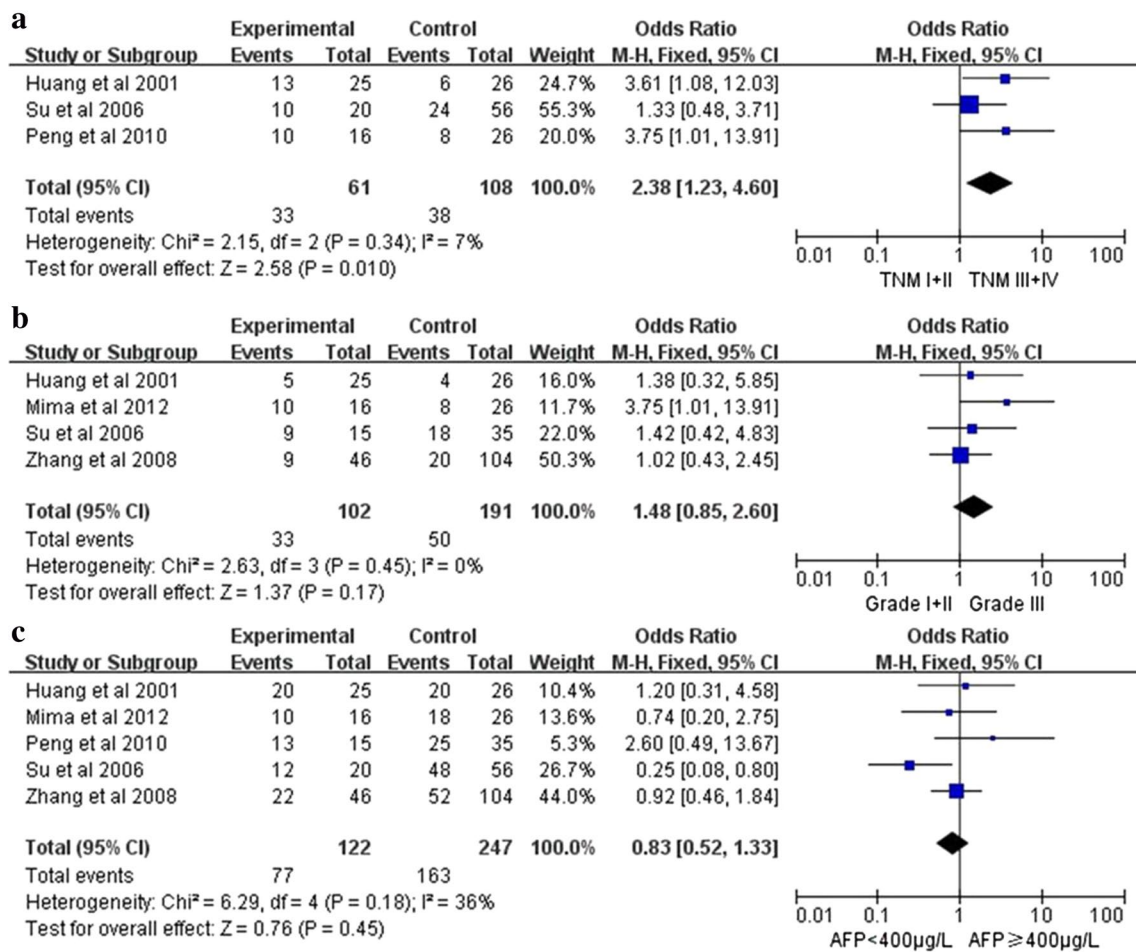 a
Experimental Control Odds Ratio Odds Ratio
Study or Subgroup Events Total Events Total Weight M-H, Fixed, 95% CI M-H, Fixed, 95% CI
Huang et al 2001 13 25 6 26 24.7% 3.61 [1.08, 12.03]
Su et al 2006 10 20 24 56 55.3% 1.33 [0.48, 3.71]
Peng et al 2010 10 16 8 26 20.0% 3.75 [1.01, 13.91]
Total (95% CI) 61 108 100.0% 2.38 [1.23, 4.60]
Total events 33 38
Heterogeneity: Chi² = 2.15, df = 2 (P = 0.34); I² = 7%
Test for overall effect: Z = 2.58 (P = 0.010)
0.01 0.1 1 10 100
TNM I+II TNM III+IV
b
Experimental Control Odds Ratio Odds Ratio
Study or Subgroup Events Total Events Total Weight M-H, Fixed, 95% CI M-H, Fixed, 95% CI
Huang et al 2001 5 25 4 26 16.0% 1.38 [0.32, 5.85]
Mima et al 2012 10 16 8 26 11.7% 3.75 [1.01, 13.91]
Su et al 2006 9 15 18 35 22.0% 1.42 [0.42, 4.83]
Zhang et al 2008 9 46 20 104 50.3% 1.02 [0.43, 2.45]
Total (95% CI) 102 191 100.0% 1.48 [0.85, 2.60]
Total events 33 50
Heterogeneity: Chi² = 2.63, df = 3 (P = 0.45); I² = 0%
Test for overall effect: Z = 1.37 (P = 0.17)
0.01 0.1 1 10 100
Grade I+II Grade III
c
Experimental Control Odds Ratio Odds Ratio
Study or Subgroup Events Total Events Total Weight M-H, Fixed, 95% CI M-H, Fixed, 95% CI
Huang et al 2001 20 25 20 26 10.4% 1.20 [0.31, 4.58]
Mima et al 2012 10 16 18 26 13.6% 0.74 [0.20, 2.75]
Peng et al 2010 13 15 25 35 5.3% 2.60 [0.49, 13.67]
Su et al 2006 12 20 48 56 26.7% 0.25 [0.08, 0.80]
Zhang et al 2008 22 46 52 104 44.0% 0.92 [0.46, 1.84]
Total (95% CI) 122 247 100.0% 0.83 [0.52, 1.33]
Total events 77 163
Heterogeneity: Chi² = 6.29, df = 4 (P = 0.18); I² = 36%
Test for overall effect: Z = 0.76 (P = 0.45)
0.01 0.1 1 10 100
AFP<400μg/L AFP≥400μg/L